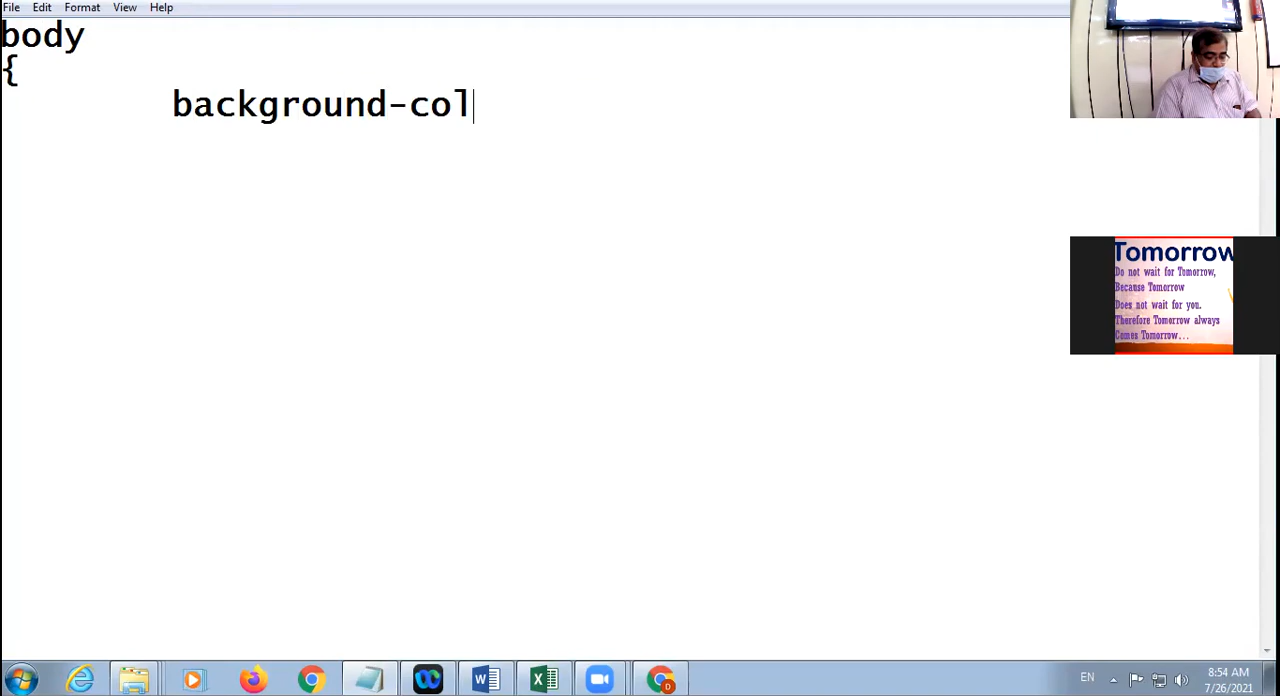 File Edit Format View Help
body
{
background-col
Tomorrow
Do not wait for Tomorrow,
Because Tomorrow
Does not wait for you.
Therefore Tomorrow always
Comes Tomorrow...
EN
8:54 AM
7/26/2021